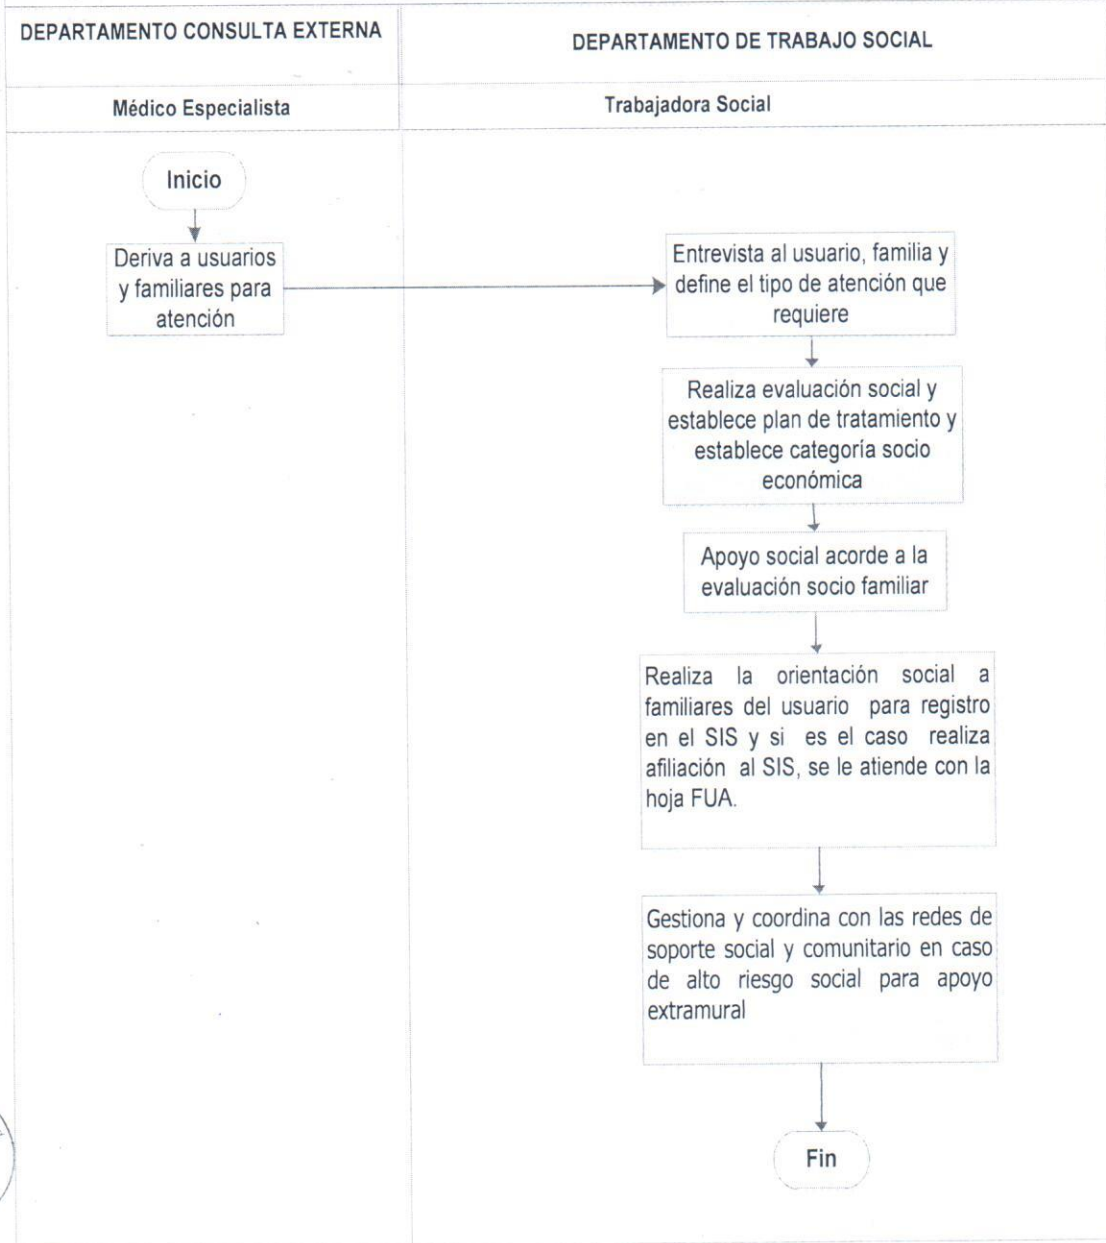 DEPARTAMENTO CONSULTA EXTERNA
DEPARTAMENTO DE TRABAJO SOCIAL
Médico Especialista
Trabajadora Social
Inicio
Deriva a usuarios
y familiares para
atención
Entrevista al usuario, familia y
define el tipo de atención que
requiere
Realiza evaluación social y
establece plan de tratamiento y
establece categoría socio
económica
Apoyo social acorde a la
evaluación socio familiar
Realiza la orientación social a
familiares del usuario para registro
en el SIS y si es el caso realiza
afiliación al SIS, se le atiende con la
hoja FUA.
Gestiona y coordina con las redes de
soporte social y comunitario en caso
de alto riesgo social para apoyo
extramural
Fin